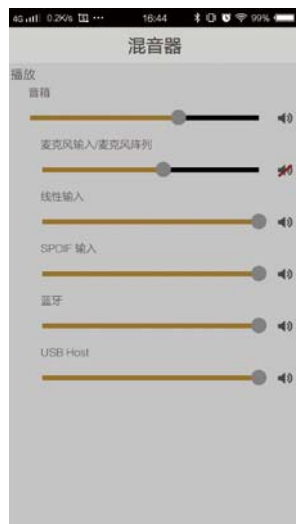 4G 0.2K/s ··· 16:44 99%
混音器
播放
音箱
麦克风输入/麦克风阵列
线性输入
SPDIF 输入
蓝牙
USB Host